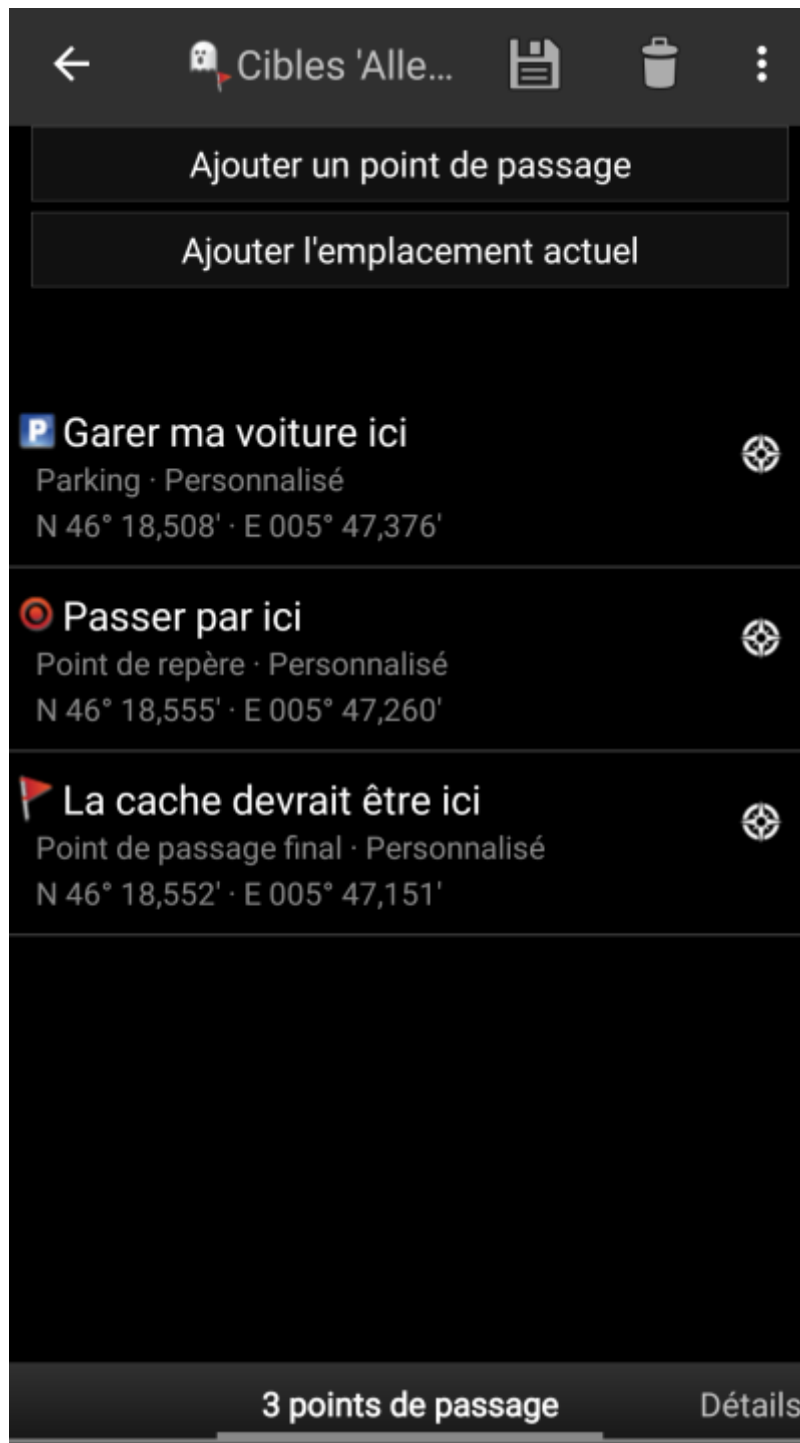 Cibles 'Alle...
Ajouter un point de passage
Ajouter l'emplacement actuel
P Garer ma voiture ici
Parking · Personnalisé
N 46° 18,508' · E 005° 47,376'
Passer par ici
Point de repère · Personnalisé
N 46° 18,555' · E 005° 47,260'
La cache devrait être ici
Point de passage final · Personnalisé
N 46° 18,552' · E 005° 47,151'
3 points de passage Détails